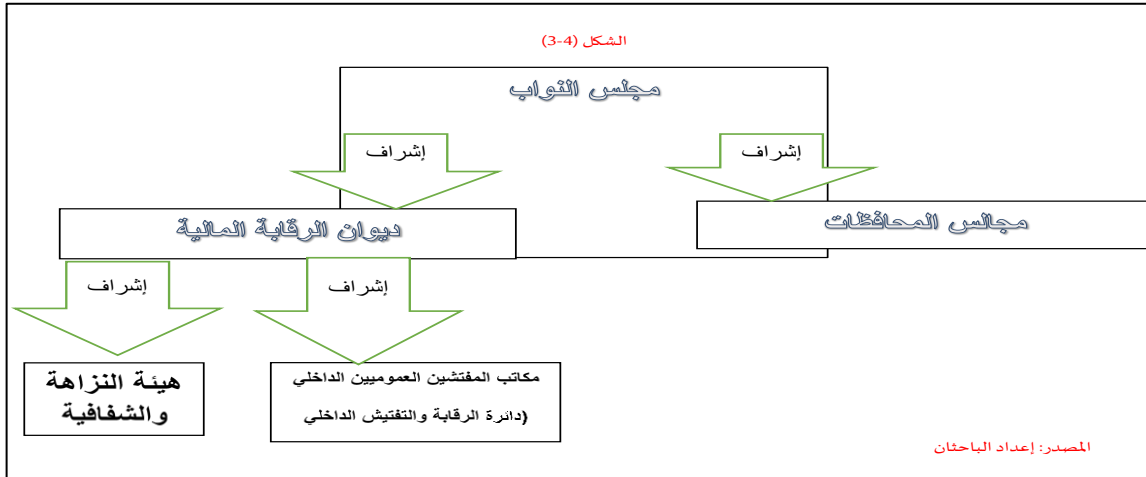 الشكل (4-3)
مجلس النواب
إشراف
إشراف
مجالس المحافظات
ديوان الرقابة المالية
إشراف
إشراف
مكاتب المفتشين العموميين الداخلي
(دائرة الرقابة والتفتيش الداخلي
هيئة النزاهة
والشفافية
المصدر: إعداد الباحثان